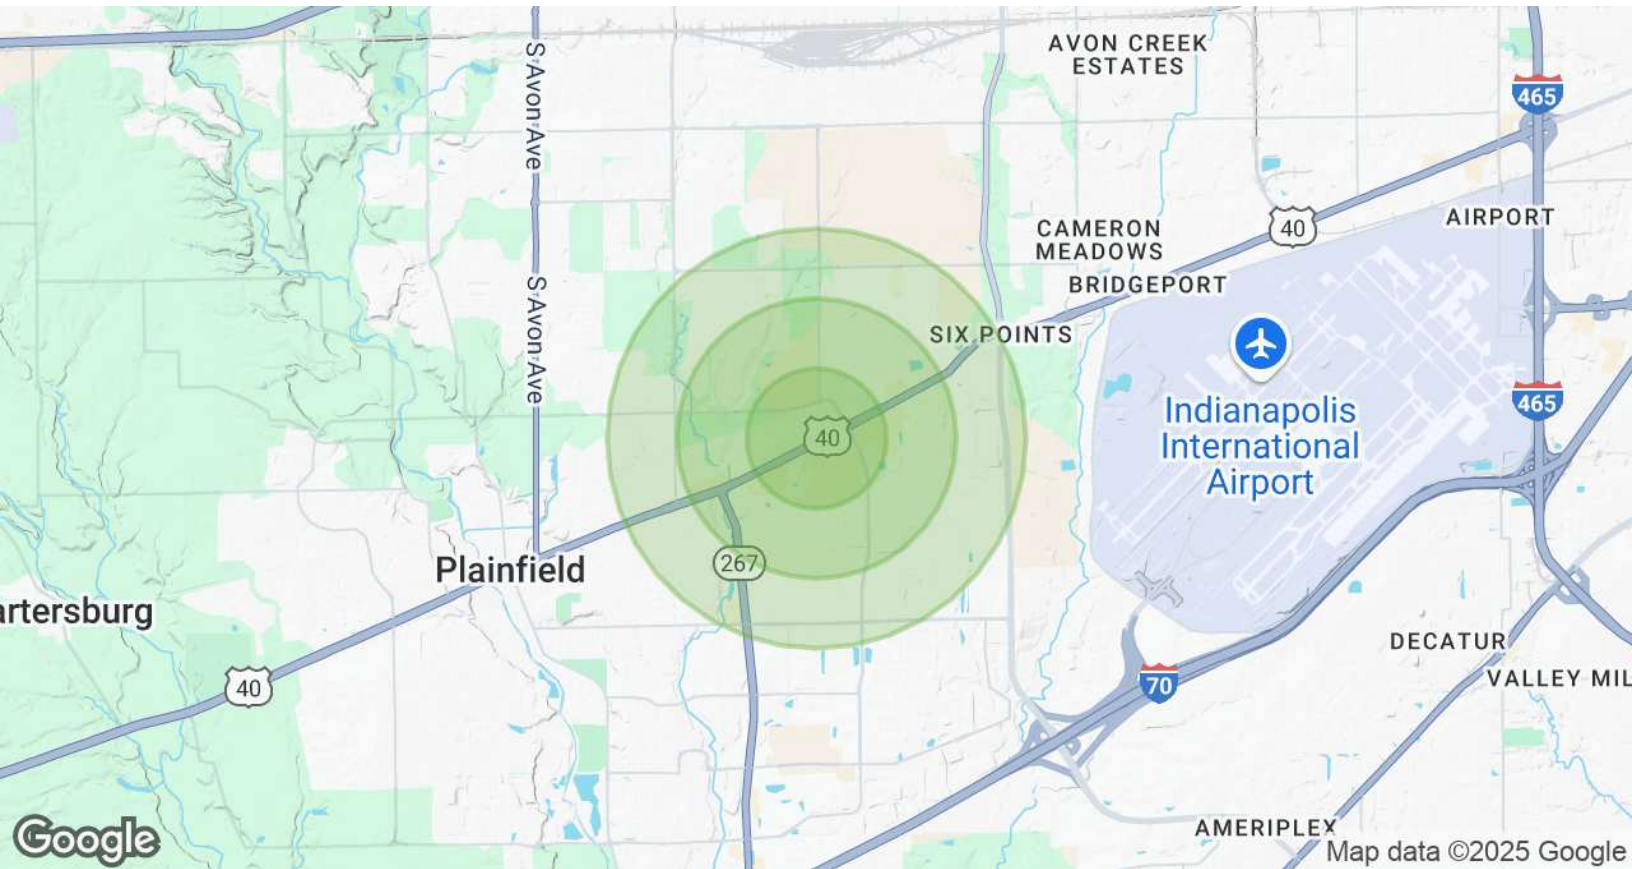 AVON CREEK
ESTATES
S Avon Ave
465
40
AIRPORT
CAMERON
MEADOWS
BRIDGEPORT
S Avon Ave
SIX POINTS
465
Indianapolis
International
Airport
40
267
Plainfield
artersburg
DECATUR
VALLEY MIL
40
70
AMERIPLEX
Google
Map data ©2025 Google